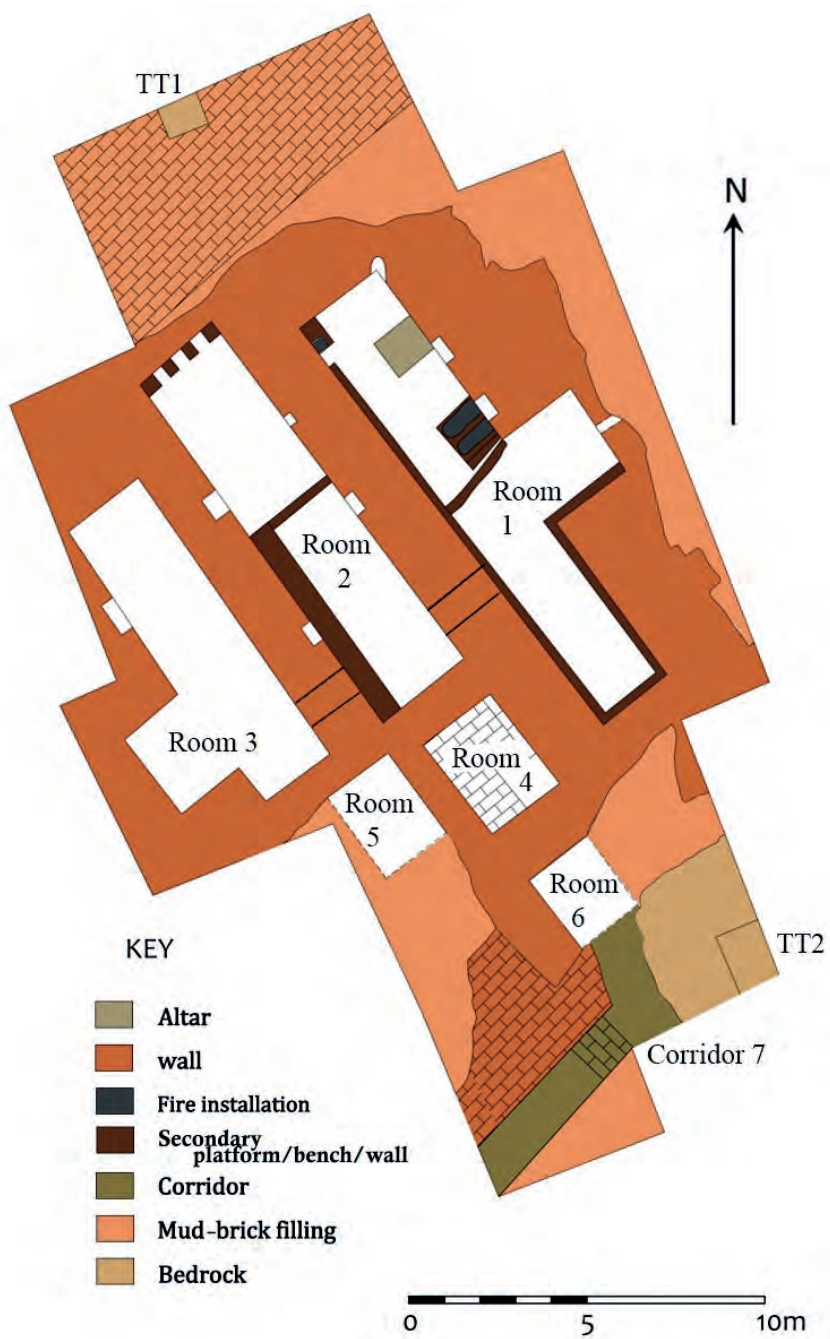 TT1
N
Room
1
Room
2
Room 3
Room
4
Room
5
Room
6
TT2
Corridor 7
KEY
Altar
wall
Fire installation
Secondary
platform/bench/wall
Corridor
Mud-brick filling
Bedrock
0 5 10m